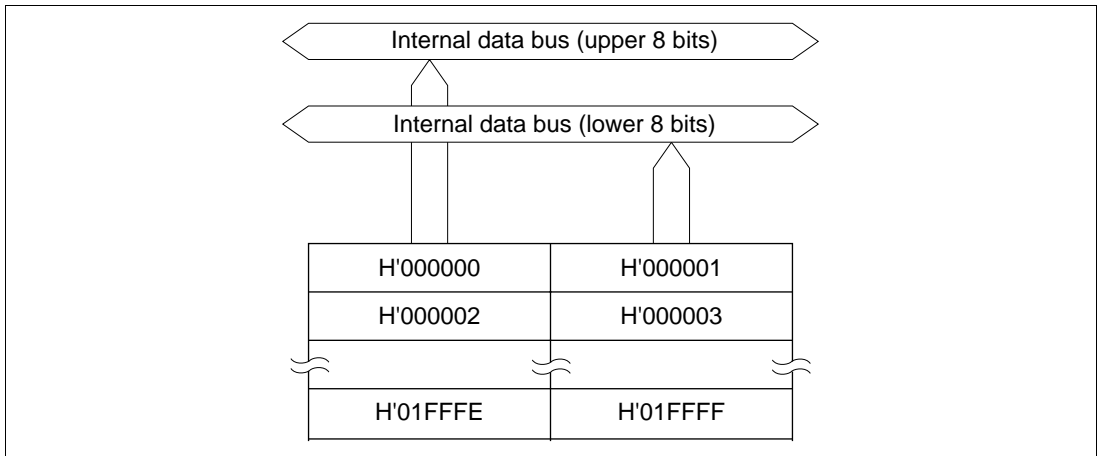 Internal data bus (upper 8 bits)
Internal data bus (lower 8 bits)
H'000000 H'000001
H'000002 H'000003
H'01FFFE H'01FFFF